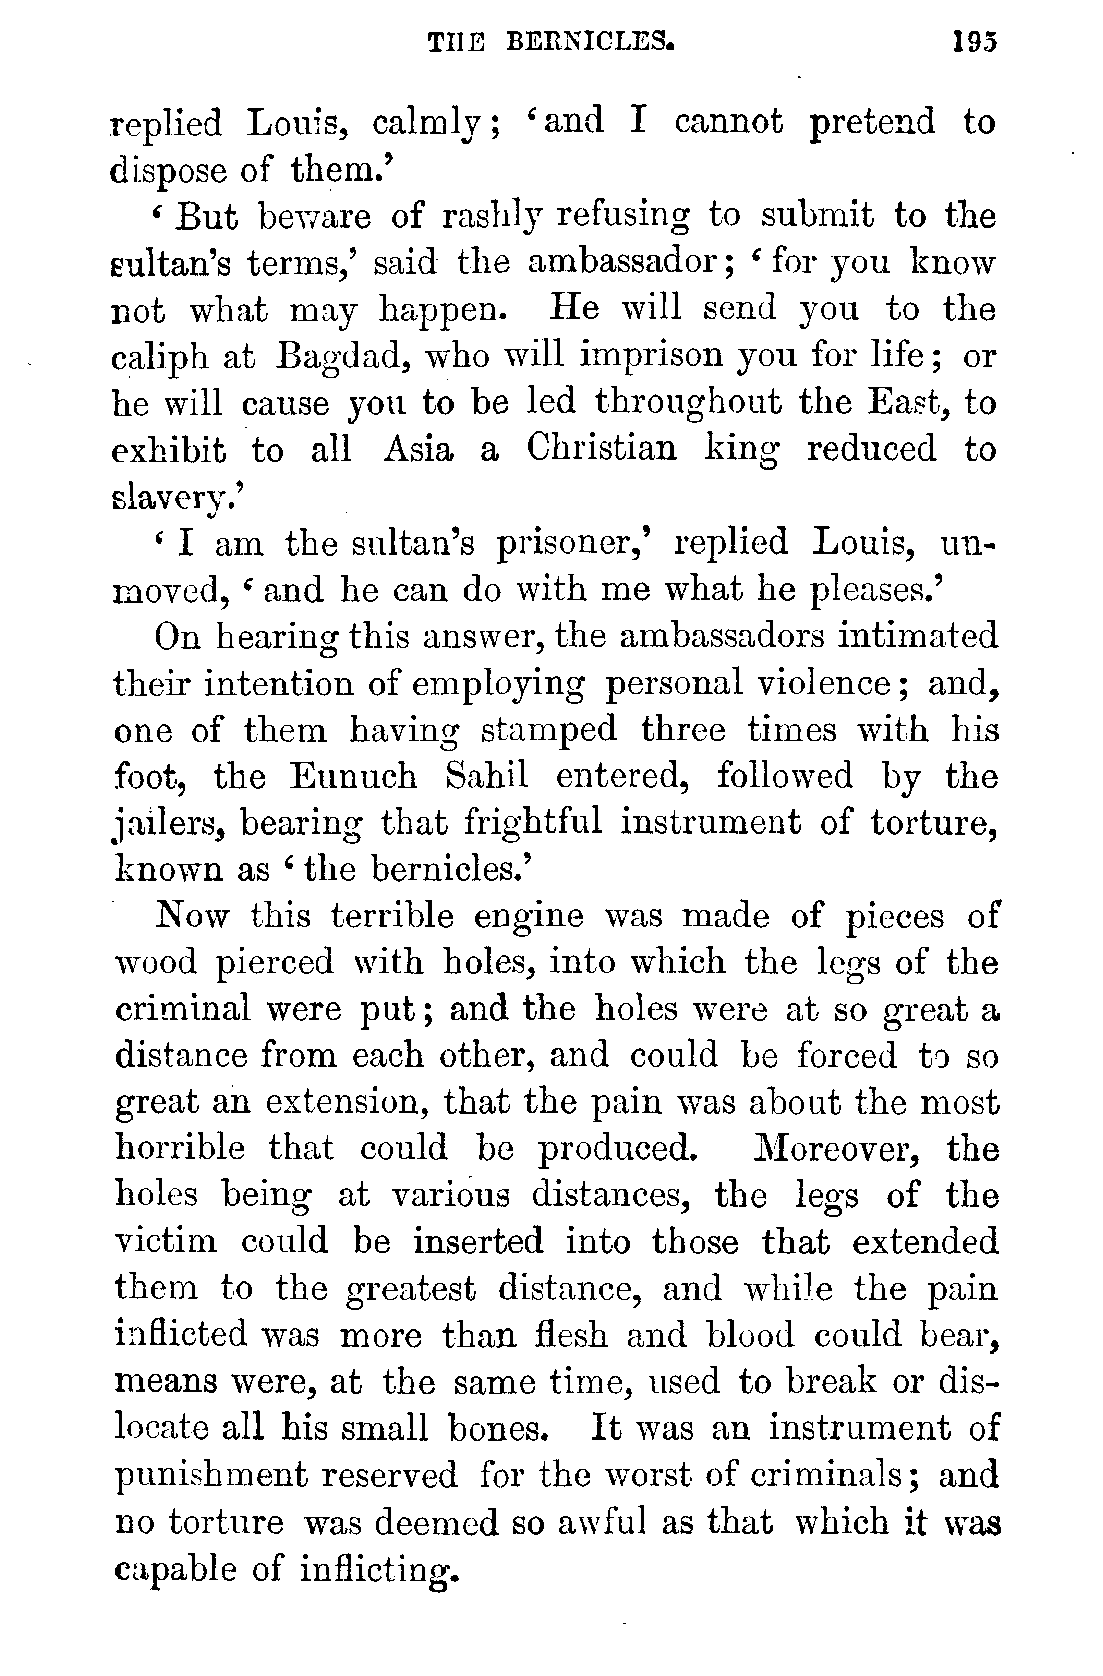 THE BERNICLES. 195
replied Louis, calmly; ‘and I cannot pretend to
dispose of them.’
‘But beware of rashly refusing to submit to the
sultan’s terms,’ said the ambassador; ‘for you know
not what may happen. He will send you to the
caliph at Bagdad, who will imprison you for life; or
he will cause you to be led throughout the East, to
exhibit to all Asia a Christian king reduced to
slavery.’
‘I am the sultan’s prisoner,’ replied Louis, un-
moved, ‘and he can do with me what he pleases.’
On hearing this answer, the ambassadors intimated
their intention of employing personal violence; and,
one of them having stamped three times with his
foot, the Eunuch Sahil entered, followed by the
jailers, bearing that frightful instrument of torture,
known as ‘the bernicles.’
Now this terrible engine was made of pieces of
wood pierced with holes, into which the legs of the
criminal were put; and the holes were at so great a
distance from each other, and could be forced to so
great an extension, that the pain was about the most
horrible that could be produced. Moreover, the
holes being at various distances, the legs of the
victim could be inserted into those that extended
them to the greatest distance, and while the pain
inflicted was more than flesh and blood could bear,
means were, at the same time, used to break or dis-
locate all his small bones. It was an instrument of
punishment reserved for the worst of criminals; and
no torture was deemed so awful as that which it was
capable of inflicting.